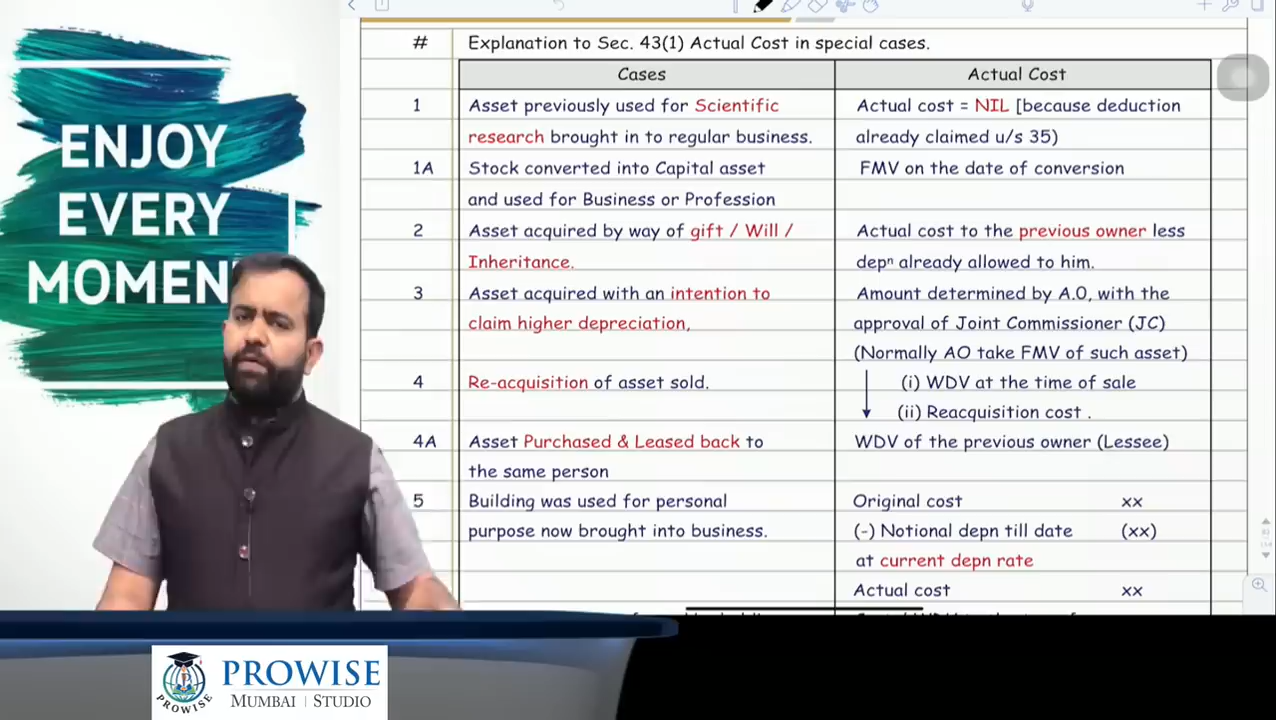 ENJOY
EVERY
MOMEN
# Explanation to Sec. 43(1) Actual Cost in special cases.
Cases Actual Cost
1 Asset previously used for Scientific Actual cost = NIL [because deduction
research brought in to regular business. already claimed u/s 35)
1A Stock converted into Capital asset FMV on the date of conversion
and used for Business or Profession
2 Asset acquired by way of gift / Will / Actual cost to the previous owner less
Inheritance. depⁿ already allowed to him.
3 Asset acquired with an intention to Amount determined by A.O, with the
claim higher depreciation, approval of Joint Commissioner (JC)
(Normally AO take FMV of such asset)
4 Re-acquisition of asset sold. (i) WDV at the time of sale
(ii) Reacquisition cost .
4A Asset Purchased & Leased back to WDV of the previous owner (Lessee)
the same person
5 Building was used for personal Original cost xx
purpose now brought into business. (-) Notional depn till date (xx)
at current depn rate
Actual cost xx
PROWISE
PROWISE
MUMBAI | STUDIO